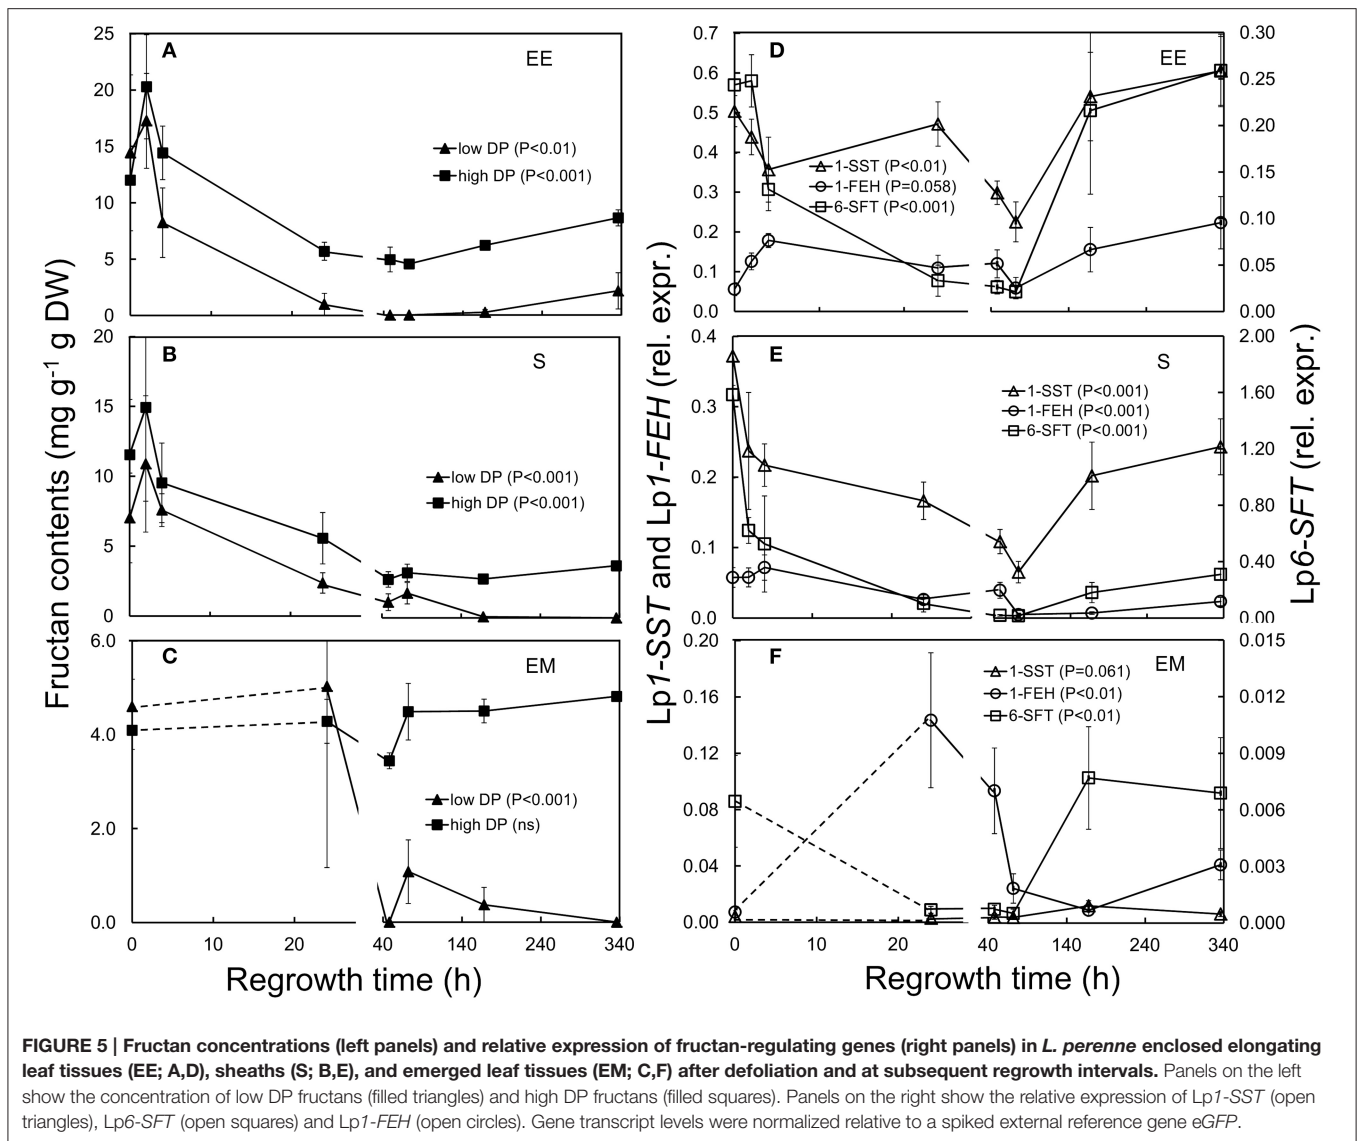 Fructan contents (mg g-1 g DW)
25
20
15
10
5
0
A
EE
low DP (P<0.01)
high DP (P<0.001)
20
15
10
5
0
B
S
low DP (P<0.001)
high DP (P<0.001)
6.0
4.0
2.0
0.0
C
EM
low DP (P<0.001)
high DP (ns)
0 10 20 40 140 240 340
Regrowth time (h)
Lp1-SST and Lp1-FEH (rel. expr.)
0.7
0.6
0.5
0.4
0.3
0.2
0.1
0.0
D
EE
1-SST (P<0.01)
1-FEH (P=0.058)
6-SFT (P<0.001)
0.30
0.25
0.20
0.15
0.10
0.05
0.00
0.4
0.3
0.2
0.1
0.0
E
S
1-SST (P<0.001)
1-FEH (P<0.001)
6-SFT (P<0.001)
2.00
1.60
1.20
0.80
0.40
0.00
Lp6-SFT (rel. expr.)
0.20
0.16
0.12
0.08
0.04
0.00
F
EM
1-SST (P=0.061)
1-FEH (P<0.01)
6-SFT (P<0.01)
0.015
0.012
0.009
0.006
0.003
0.000
0 10 20 40 140 240 340
Regrowth time (h)
FIGURE 5 | Fructan concentrations (left panels) and relative expression of fructan-regulating genes (right panels) in L. perenne enclosed elongating
leaf tissues (EE; A,D), sheaths (S; B,E), and emerged leaf tissues (EM; C,F) after defoliation and at subsequent regrowth intervals. Panels on the left
show the concentration of low DP fructans (filled triangles) and high DP fructans (filled squares). Panels on the right show the relative expression of Lp1-SST (open
triangles), Lp6-SFT (open squares) and Lp1-FEH (open circles). Gene transcript levels were normalized relative to a spiked external reference gene eGFP.